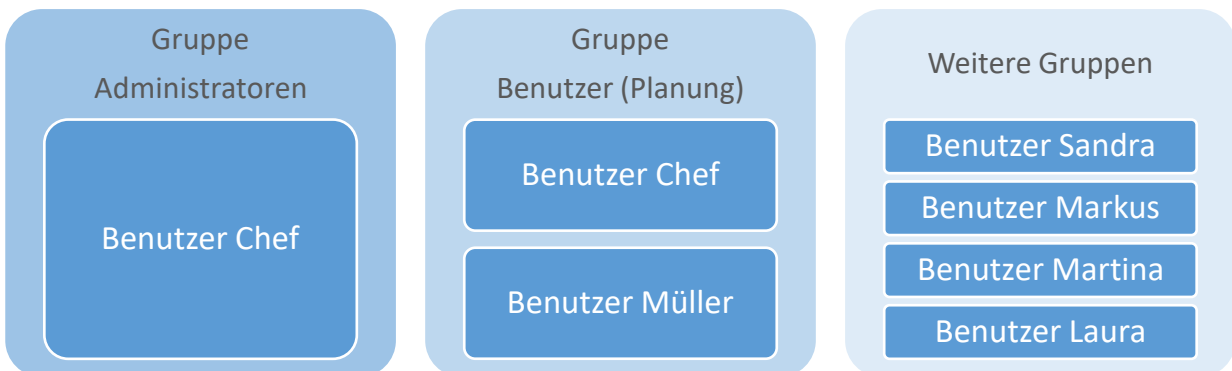 Gruppe
Administratoren
Benutzer Chef
Gruppe
Benutzer (Planung)
Benutzer Chef
Benutzer Müller
Weitere Gruppen
Benutzer Sandra
Benutzer Markus
Benutzer Martina
Benutzer Laura